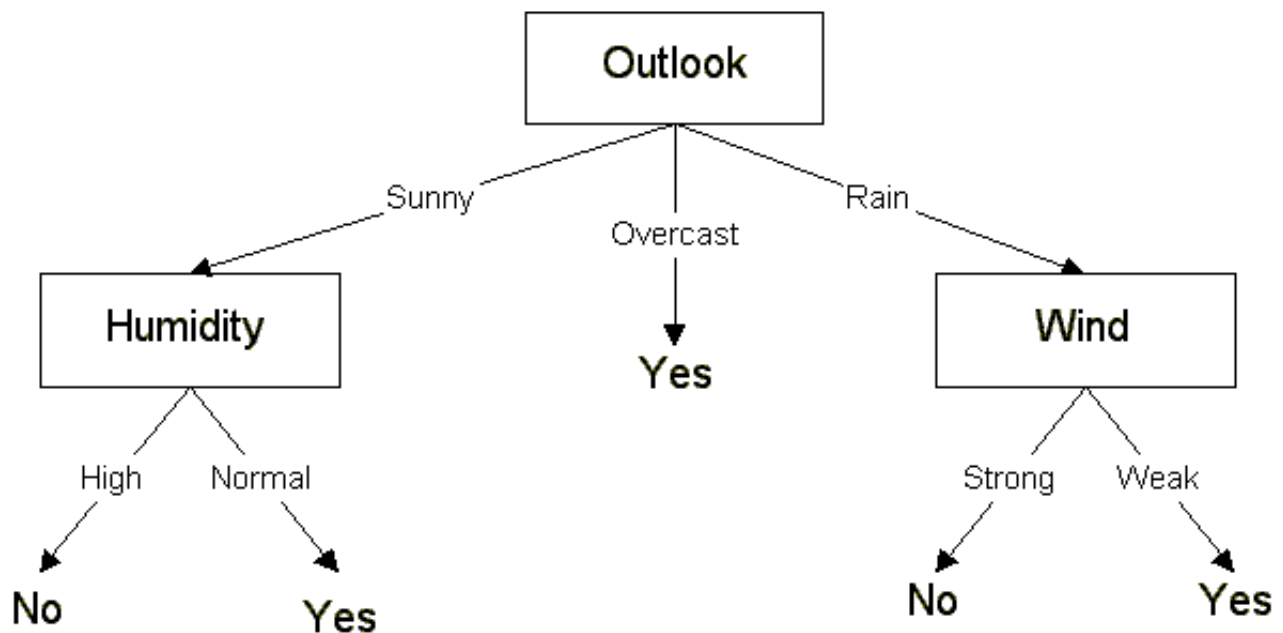 Outlook
Sunny
Overcast
Rain
Humidity
Yes
Wind
High
Normal
Strong
Weak
No
Yes
No
Yes